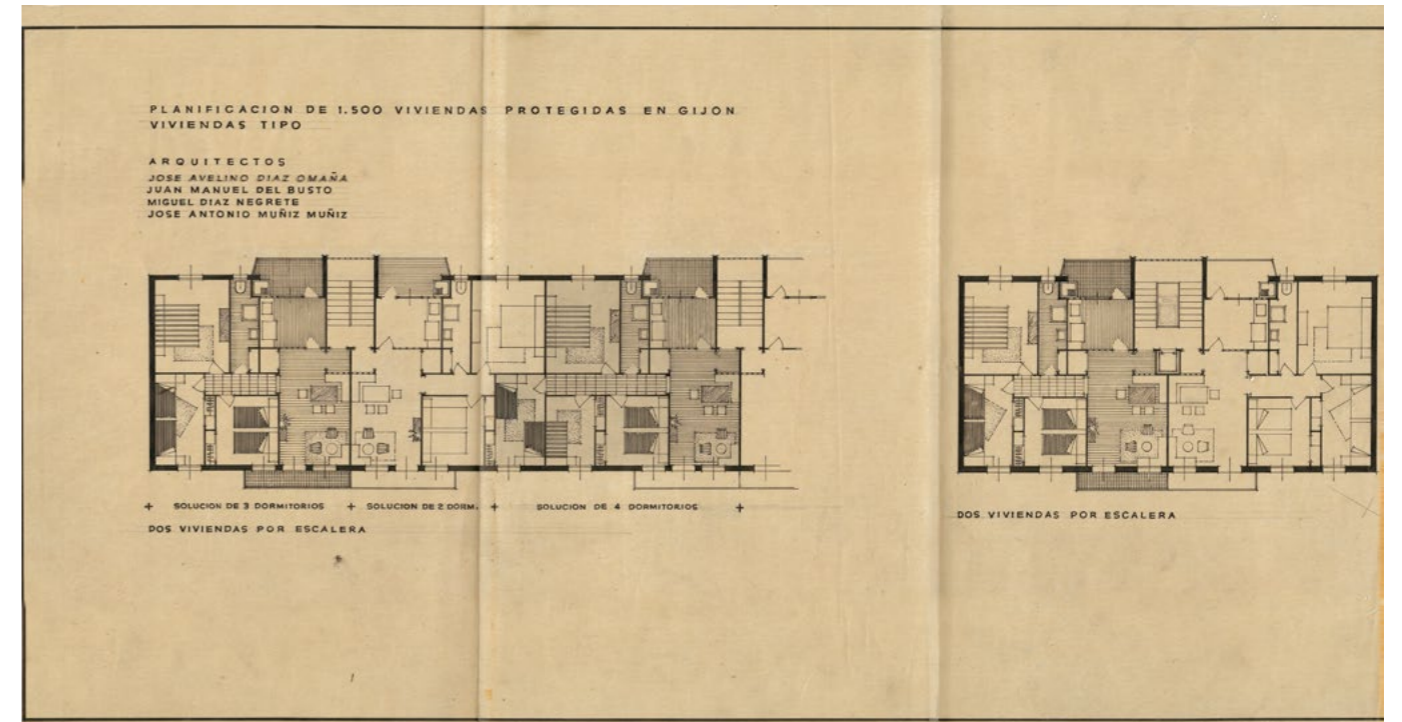 PLANIFICACION DE 1.500 VIVIENDAS PROTEGIDAS EN GIJON
VIVIENDAS TIPO
ARQUITECTOS
JOSE AVELINO DIAZ OMAÑA
JUAN MANUEL DEL BUSTO
MIGUEL DIAZ NEGRETE
JOSE ANTONIO MUÑIZ MUÑIZ
SOLUCION DE 3 DORMITORIOS
SOLUCION DE 2 DORM.
SOLUCION DE 4 DORMITORIOS
DOS VIVIENDAS POR ESCALERA
DOS VIVIENDAS POR ESCALERA